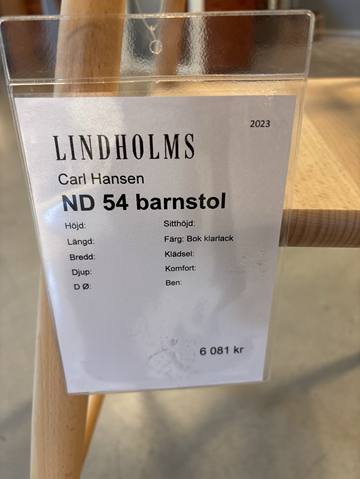 2023
LINDHOLMS
Carl Hansen
ND 54 barnstol
Höjd: Sitthöjd:
Längd: Färg: Bok klarlack
Bredd: Klädsel:
Djup: Komfort:
D Ø: Ben:
6 081 kr